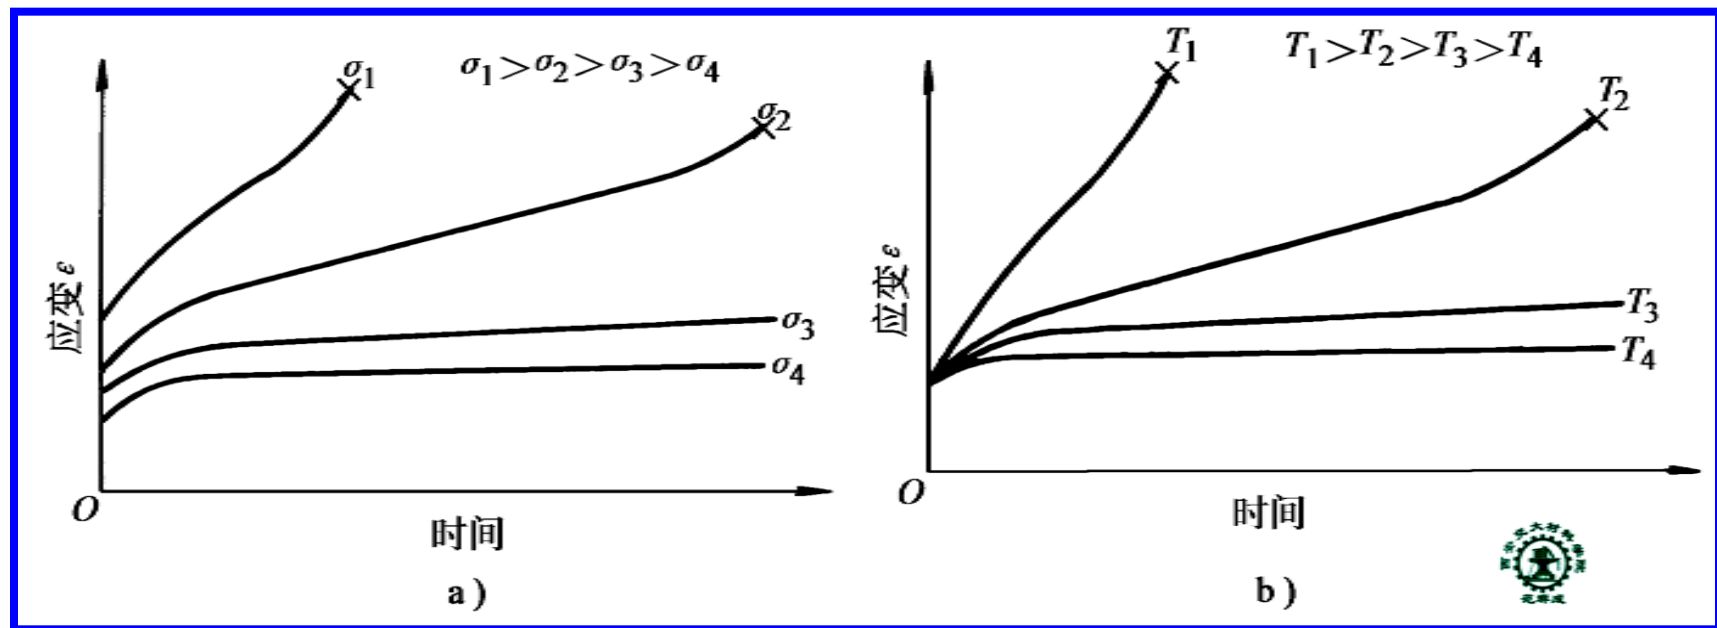 σ1
σ1>σ2>σ3>σ4
σ2
σ3
σ4
应变ε
O
时间
a)
T1
T1>T2>T3>T4
T2
T3
T4
应变ε
O
时间
b)